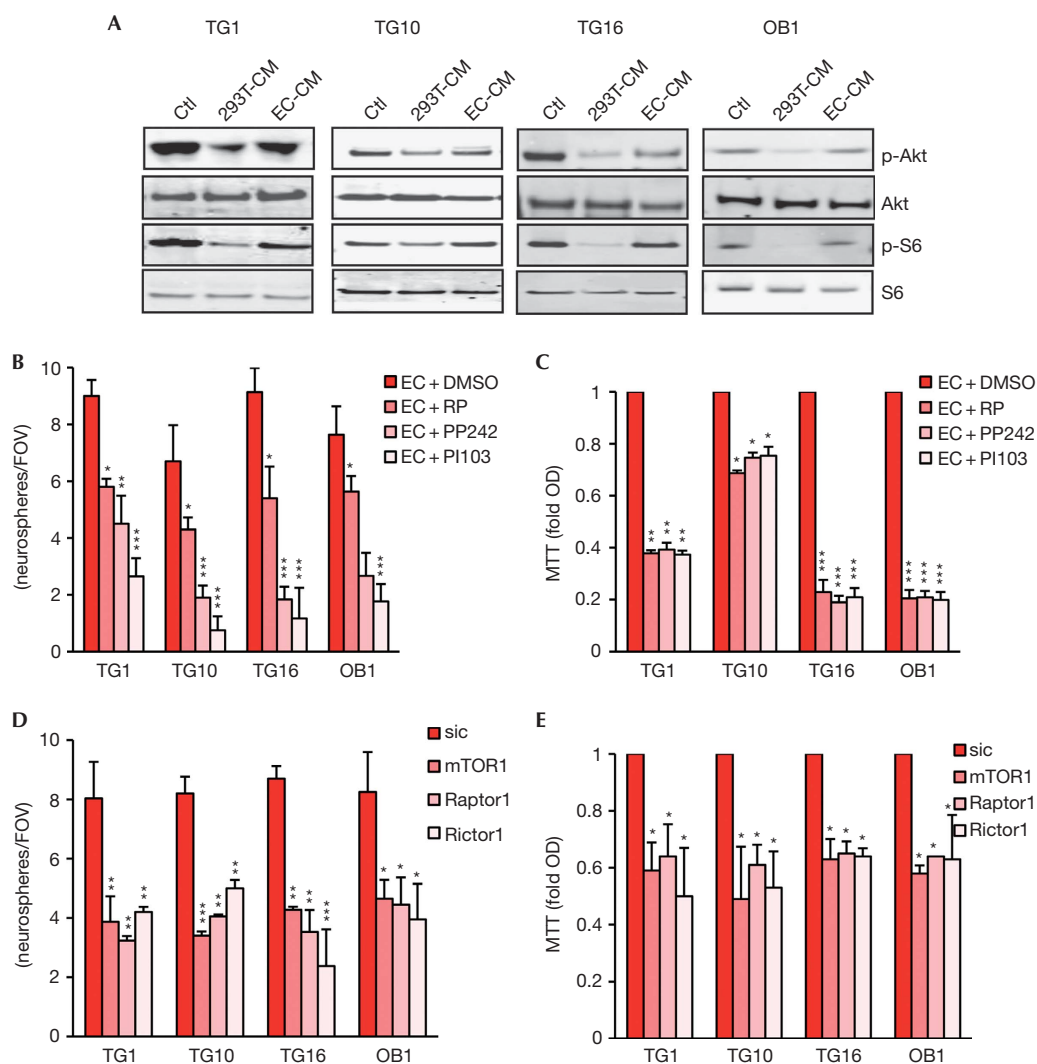 A
TG1 TG10 TG16 OB1
Ctl 293T-CM EC-CM Ctl 293T-CM EC-CM Ctl 293T-CM EC-CM Ctl 293T-CM EC-CM
p-Akt
Akt
p-S6
S6
B
(neurospheres/FOV)
10
8
6
4
2
0
EC + DMSO
EC + RP
EC + PP242
EC + PI103
* ** *** * *** *** * *** *** * ***
TG1 TG10 TG16 OB1
C
MTT (fold OD)
1
0.8
0.6
0.4
0.2
0
EC + DMSO
EC + RP
EC + PP242
EC + PI103
** ** ** * * * *** *** *** *** *** ***
TG1 TG10 TG16 OB1
D
(neurospheres/FOV)
10
8
6
4
2
0
sic
mTOR1
Raptor1
Rictor1
** ** ** *** ** ** ** ** *** * * *
TG1 TG10 TG16 OB1
E
MTT (fold OD)
1
0.8
0.6
0.4
0.2
0
sic
mTOR1
Raptor1
Rictor1
* * * * * * * * * * * *
TG1 TG10 TG16 OB1